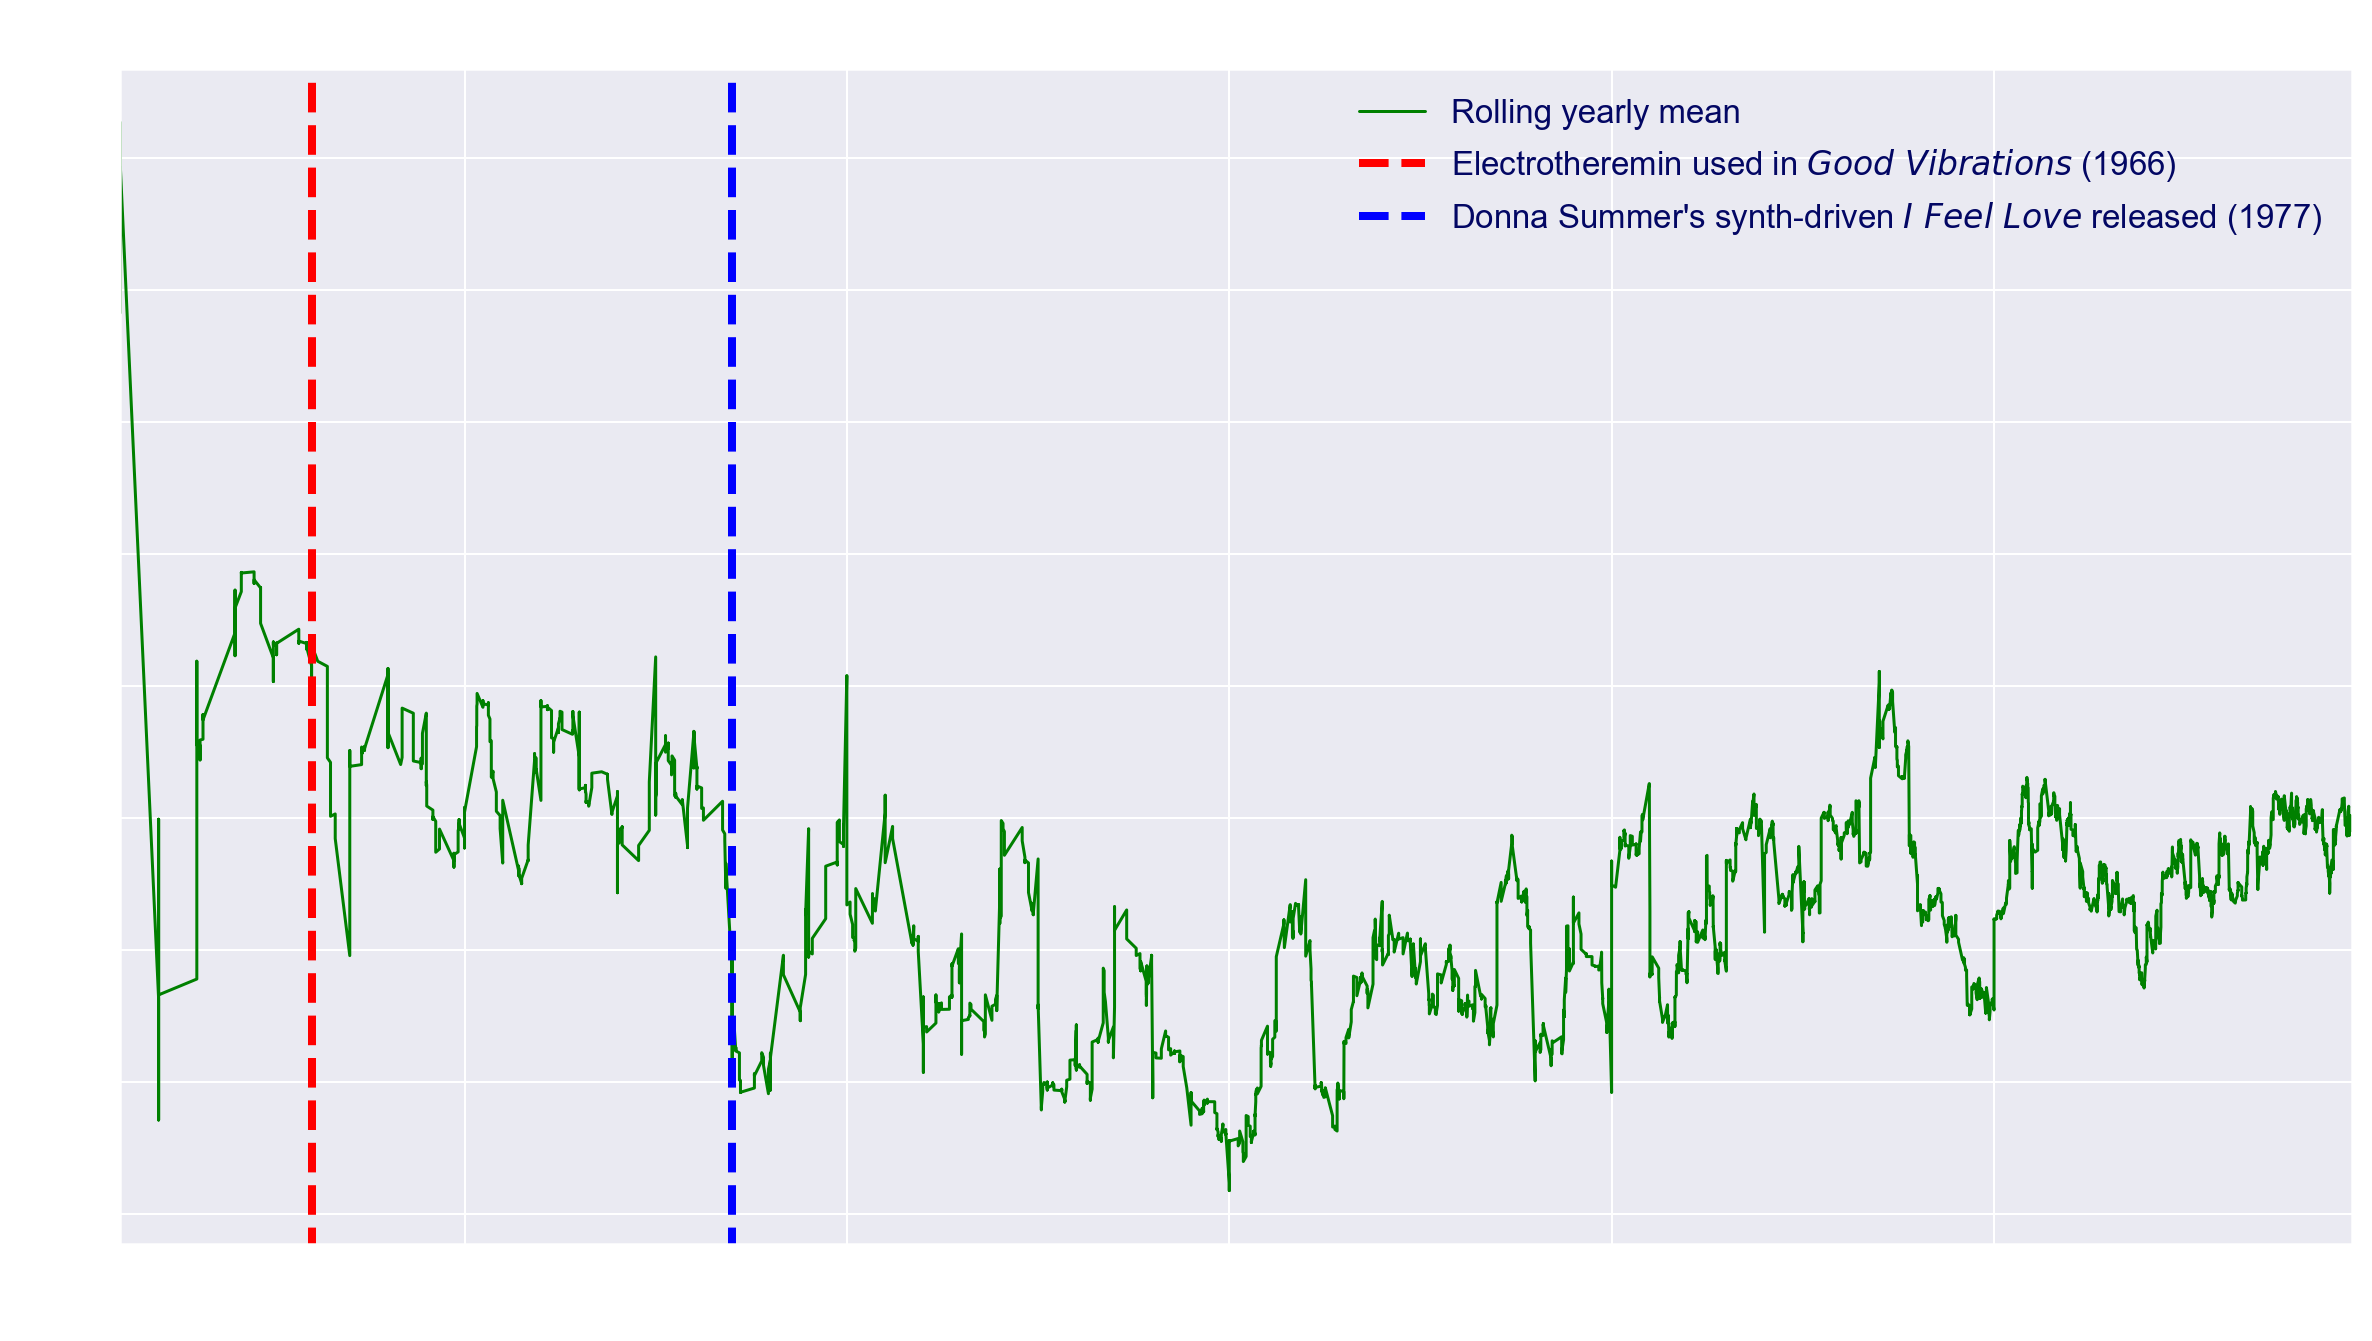 Rolling yearly mean
Electrotheremin used in Good Vibrations (1966)
Donna Summer's synth-driven I Feel Love released (1977)